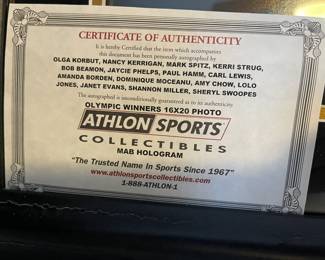 CERTIFICATE OF AUTHENTICITY
It is hereby Certified that the item which accompanies
this document has been personally autographed by
OLGA KORBUT, NANCY KERRIGAN, MARK SPITZ, KERRI STRUG,
BOB BEAMON, JAYCIE PHELPS, PAUL HAMM, CARL LEWIS,
AMANDA BORDEN, DOMINIQUE MOCEANU, AMY CHOW, LOLO
JONES, JANET EVANS, SHANNON MILLER, SHERYL SWOOPES
The autographed is unconditionally guaranteed as to its authenticity
OLYMPIC WINNERS 16X20 PHOTO
ATHLON SPORTS
COLLECTIBLES
MAB HOLOGRAM
"The Trusted Name In Sports Since 1967"
www.athlonsportscollectibles.com
1-888-ATHLON-1